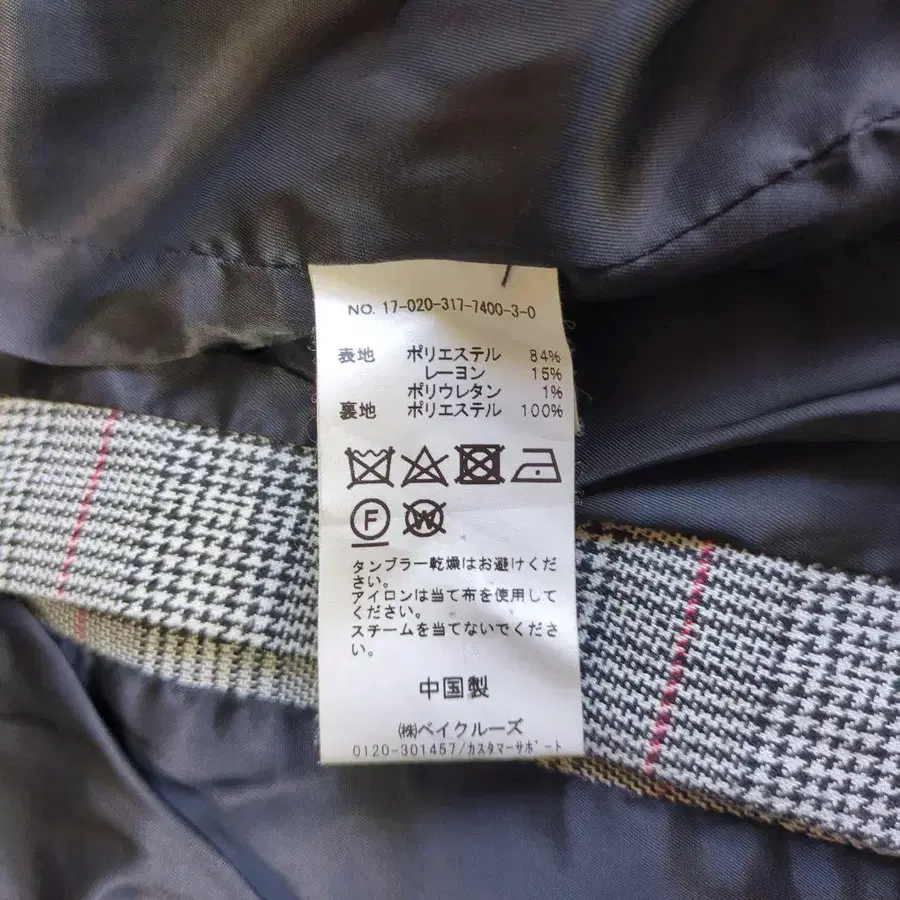 NO. 17-020-317-7400-3-0
表地 ポリエステル 84%
レーヨン 15%
ポリウレタン 1%
裏地 ポリエステル 100%
F W
タンブラー乾燥はお避けくだ
さい。
アイロンは当て布を使用して
ください。
スチームを当てないでくださ
い。
中国製
㈱ベイクルーズ
0120-301457/カスタマーサポート